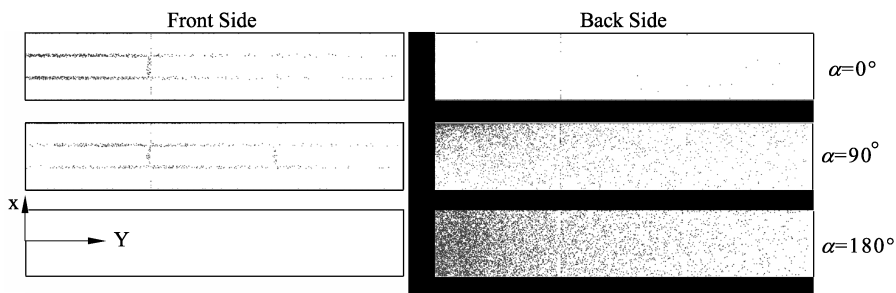 Front Side
Back Side
α=0°
α=90°
x
Y
α=180°